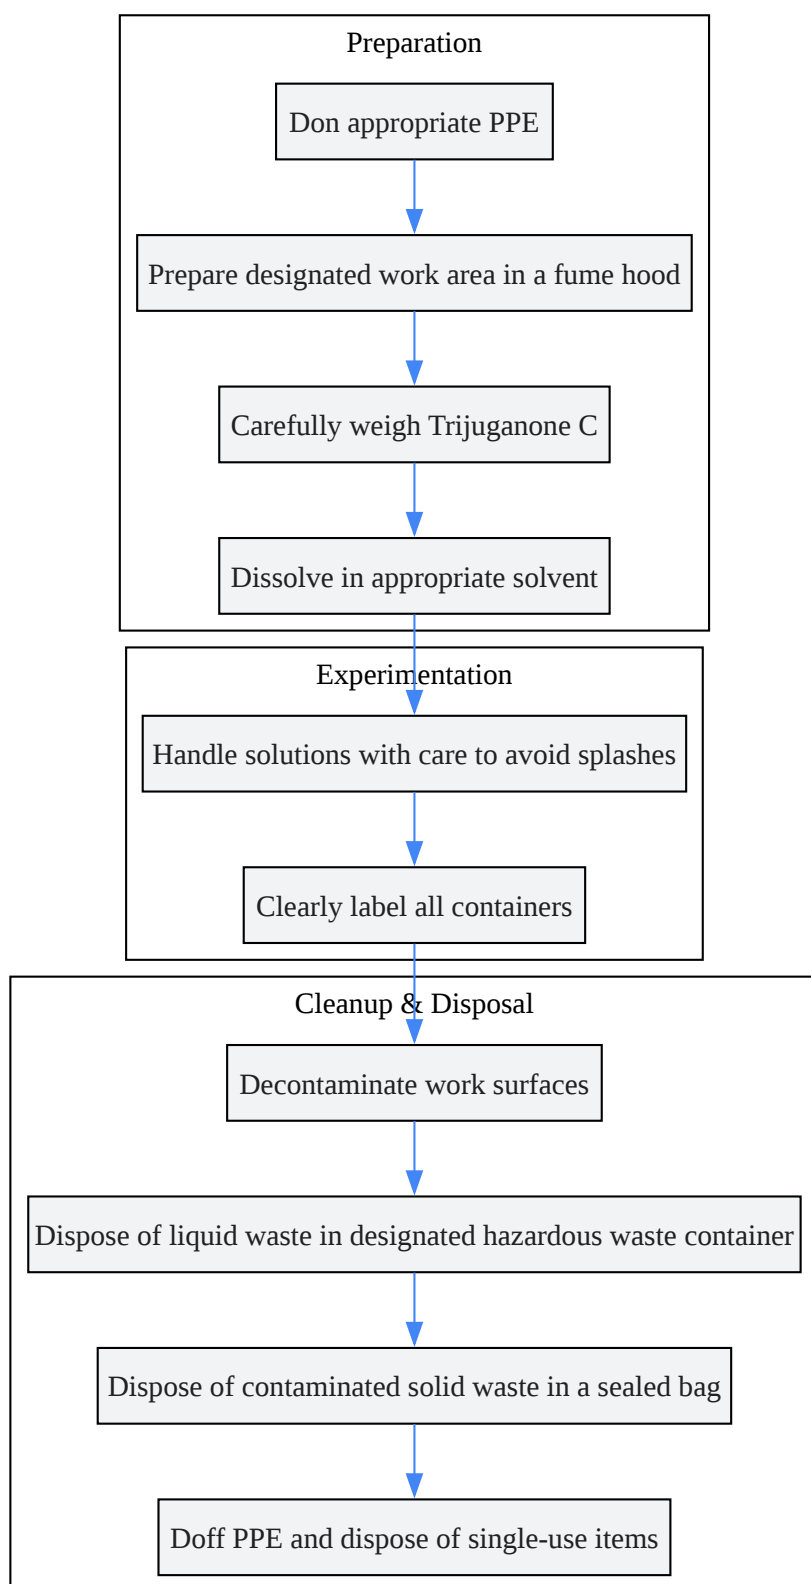 Preparation
Don appropriate PPE
Prepare designated work area in a fume hood
Carefully weigh Trijuganone C
Dissolve in appropriate solvent
Experimentation
Handle solutions with care to avoid splashes
Clearly label all containers
Cleanup & Disposal
Decontaminate work surfaces
Dispose of liquid waste in designated hazardous waste container
Dispose of contaminated solid waste in a sealed bag
Doff PPE and dispose of single-use items